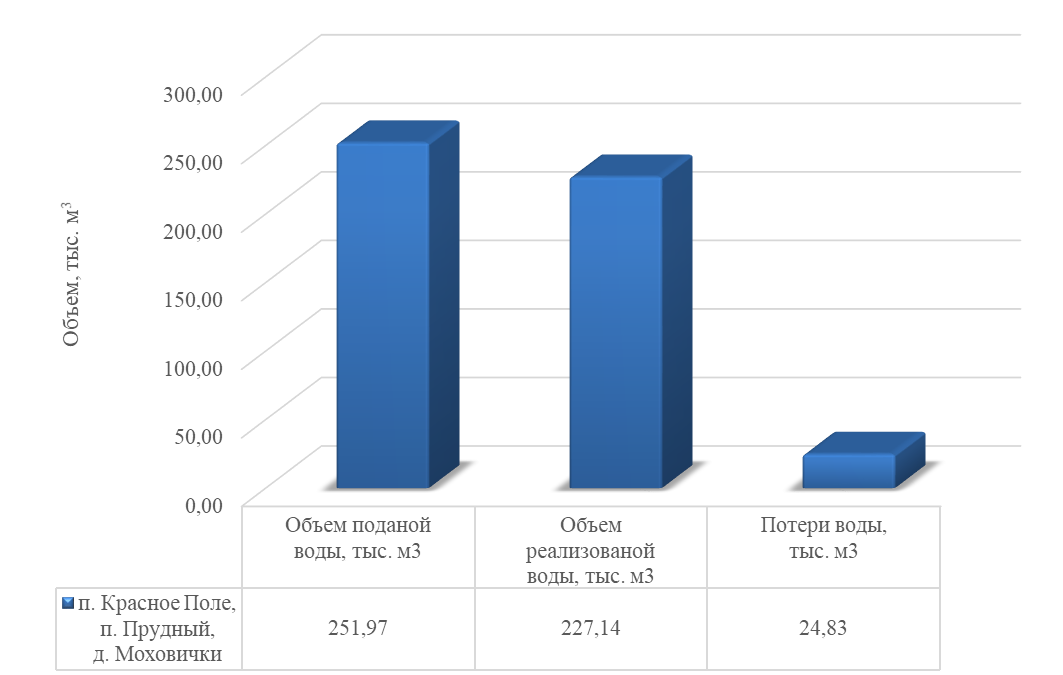 300,00
250,00
200,00
150,00
100,00
50,00
0,00
Объем, тыс. м³
Объем поданой
воды, тыс. м3
Объем
реализованой
воды, тыс. м3
Потери воды,
тыс. м3
п. Красное Поле,
п. Прудный,
д. Моховички
251,97
227,14
24,83